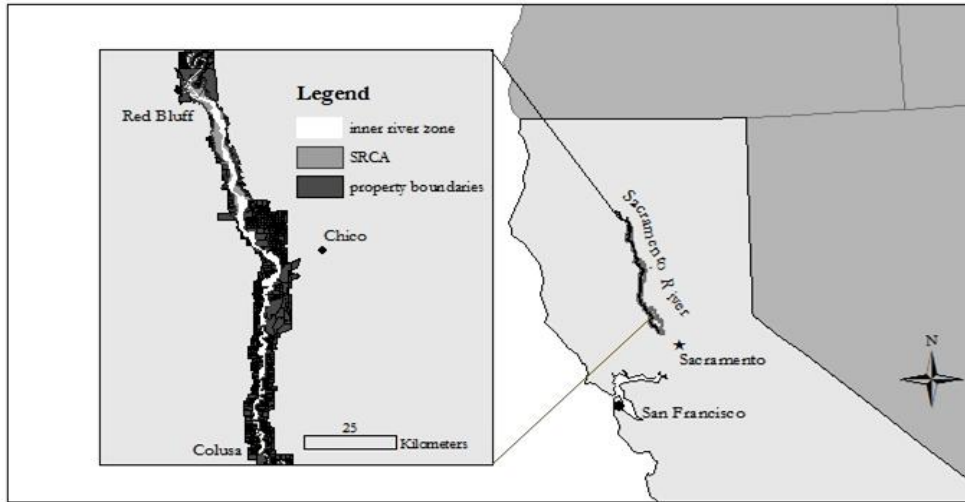 Legend
inner river zone
SRCA
property boundaries
Red Bluff
Chico
Colusa
25
Kilometers
Sacramento River
Sacramento
San Francisco
N